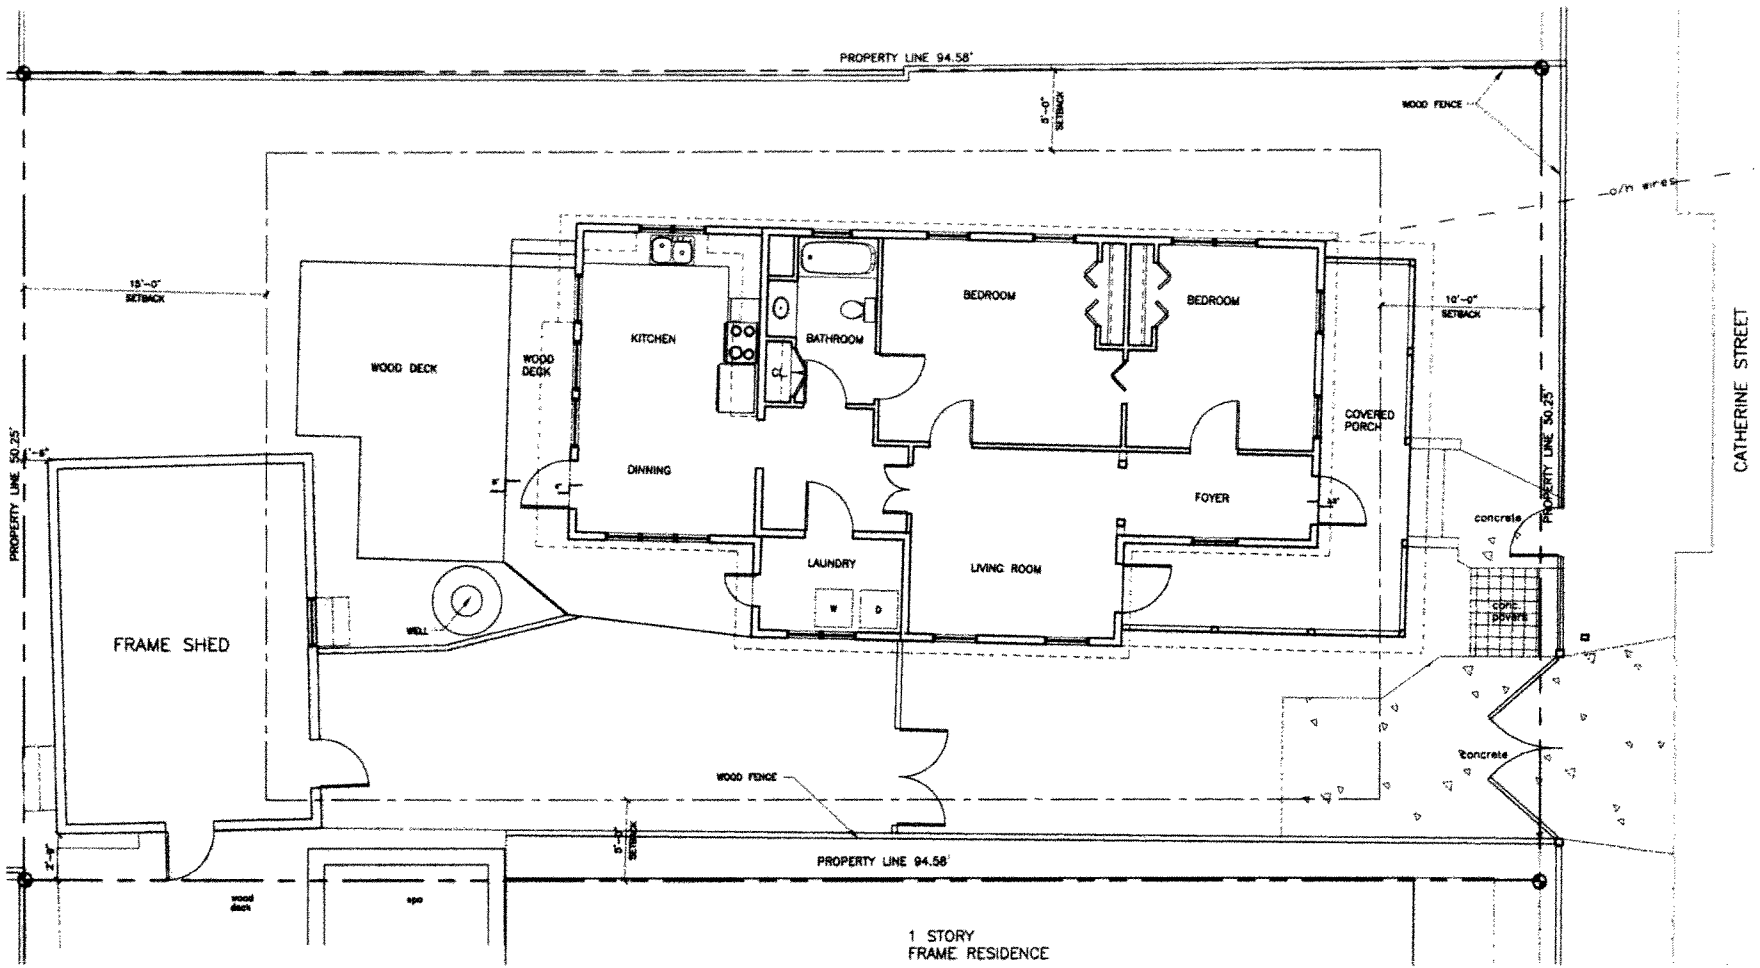 PROPERTY LINE 94.58'
5'-0"
SETBACK
WOOD FENCE
o/h wires
15'-0"
SETBACK
BEDROOM
BEDROOM
10'-0"
SETBACK
KITCHEN
BATHROOM
WOOD DECK
WOOD
DECK
CL
COVERED
PORCH
CATHERINE STREET
PROPERTY LINE 50.25'
PROPERTY LINE 50.25'
DINNING
FOYER
concrete
LAUNDRY
LIVING ROOM
W
D
conc.
pavers
WELL
FRAME SHED
concrete
WOOD FENCE
5'-0"
SETBACK
PROPERTY LINE 94.58'
wood
deck
spa
1 STORY
FRAME RESIDENCE